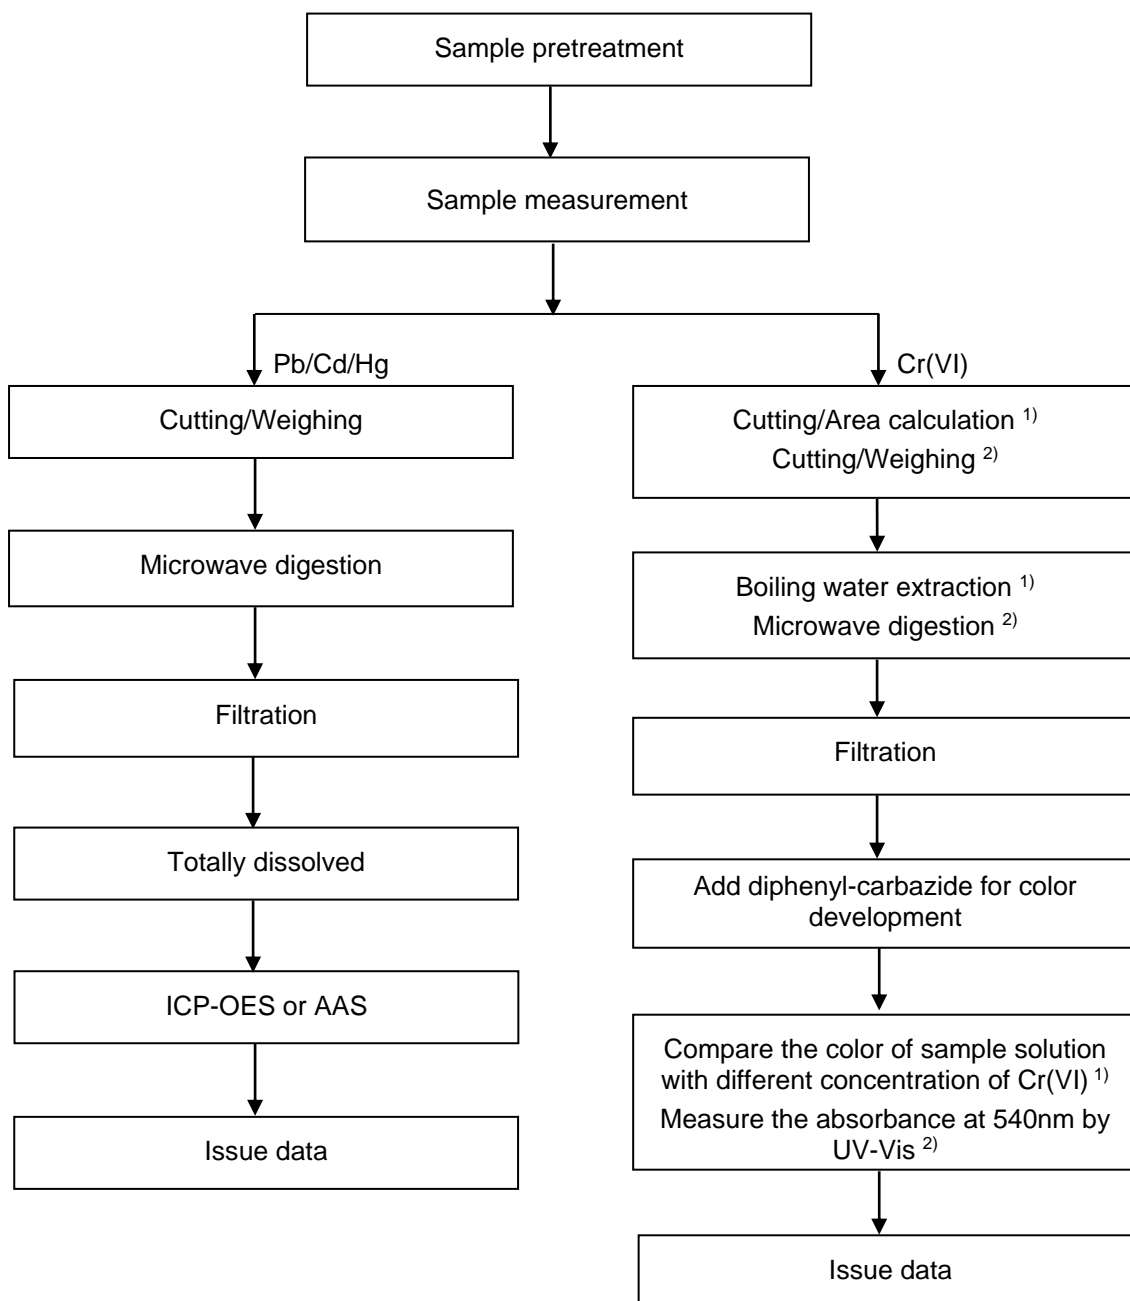 Sample pretreatment
Sample measurement
Pb/Cd/Hg
Cutting/Weighing
Microwave digestion
Filtration
Totally dissolved
ICP-OES or AAS
Issue data
Cr(VI)
Cutting/Area calculation 1)
Cutting/Weighing 2)
Boiling water extraction 1)
Microwave digestion 2)
Filtration
Add diphenyl-carbazide for color
development
Compare the color of sample solution
with different concentration of Cr(VI) 1)
Measure the absorbance at 540nm by
UV-Vis 2)
Issue data